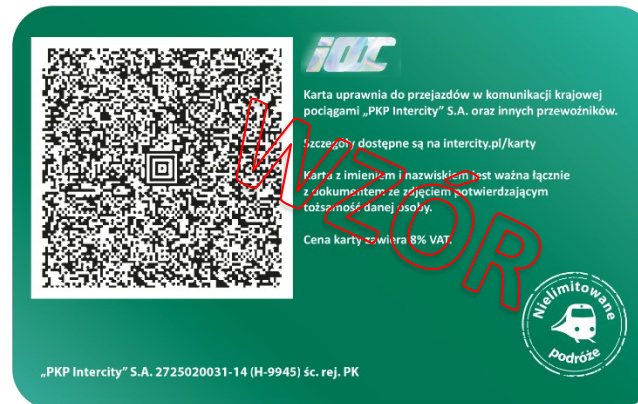 ioc
Karta uprawnia do przejazdów w komunikacji krajowej
pociągami „PKP Intercity” S.A. oraz innych przewoźników.
Szczegóły dostępne są na intercity.pl/karty
Karta z imieniem i nazwiskiem jest ważna łącznie
z dokumentem ze zdjęciem potwierdzającym
tożsamość danej osoby.
Cena karty zawiera 8% VAT.
WZÓR
Nielimitowane
podróże
„PKP Intercity” S.A. 2725020031-14 (H-9945) śc. rej. PK